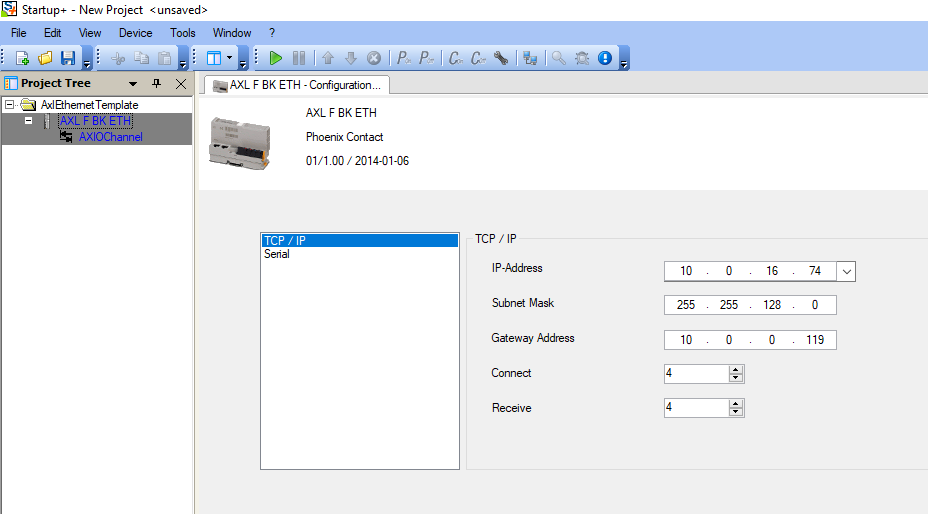 Startup+ - New Project <unsaved>
File Edit View Device Tools Window ?
Project Tree
AxlEthernetTemplate
AXL F BK ETH
AXIOChannel
AXL F BK ETH - Configuration...
AXL F BK ETH
Phoenix Contact
01/1.00 / 2014-01-06
TCP / IP
Serial
TCP / IP
IP-Address 10 . 0 . 16 . 74
Subnet Mask 255 . 255 . 128 . 0
Gateway Address 10 . 0 . 0 . 119
Connect 4
Receive 4